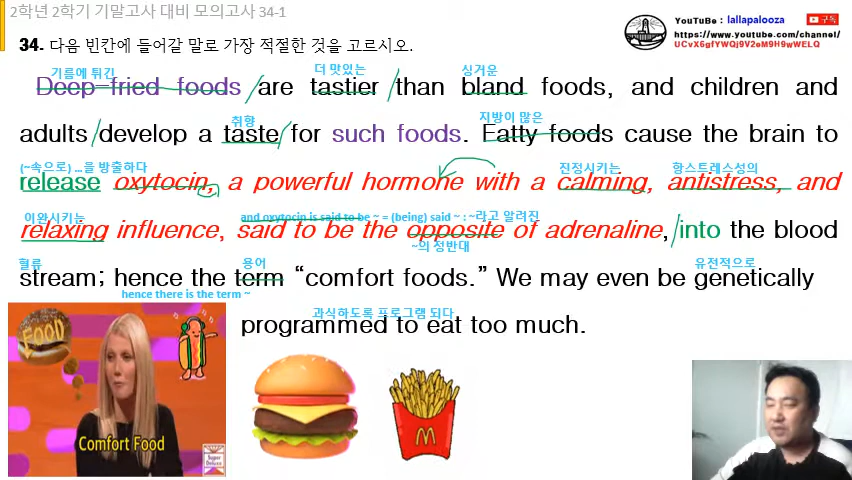 2학년 2학기 기말고사 대비 모의고사 34-1
YouTuBe : lallapalooza 구독
https://www.youtube.com/channel/
UCvX6gfYWQj9V2eM9H9wWELQ
34. 다음 빈칸에 들어갈 말로 가장 적절한 것을 고르시오.
기름에 튀긴 더 맛있는 싱거운
Deep-fried foods are tastier than bland foods, and children and
취향 지방이 많은
adults develop a taste for such foods. Fatty foods cause the brain to
(~속으로) …을 방출하다 진정시키는 항스트레스성의
release oxytocin, a powerful hormone with a calming, antistress, and
이완시키는 and oxytocin is said to be ~ = (being) said ~ : ~라고 알려진
relaxing influence, said to be the opposite of adrenaline, into the blood
~의 정반대
혈류 용어 유전적으로
stream; hence the term “comfort foods.” We may even be genetically
hence there is the term ~
과식하도록 프로그램 되다
programmed to eat too much.
FOOD
Comfort Food